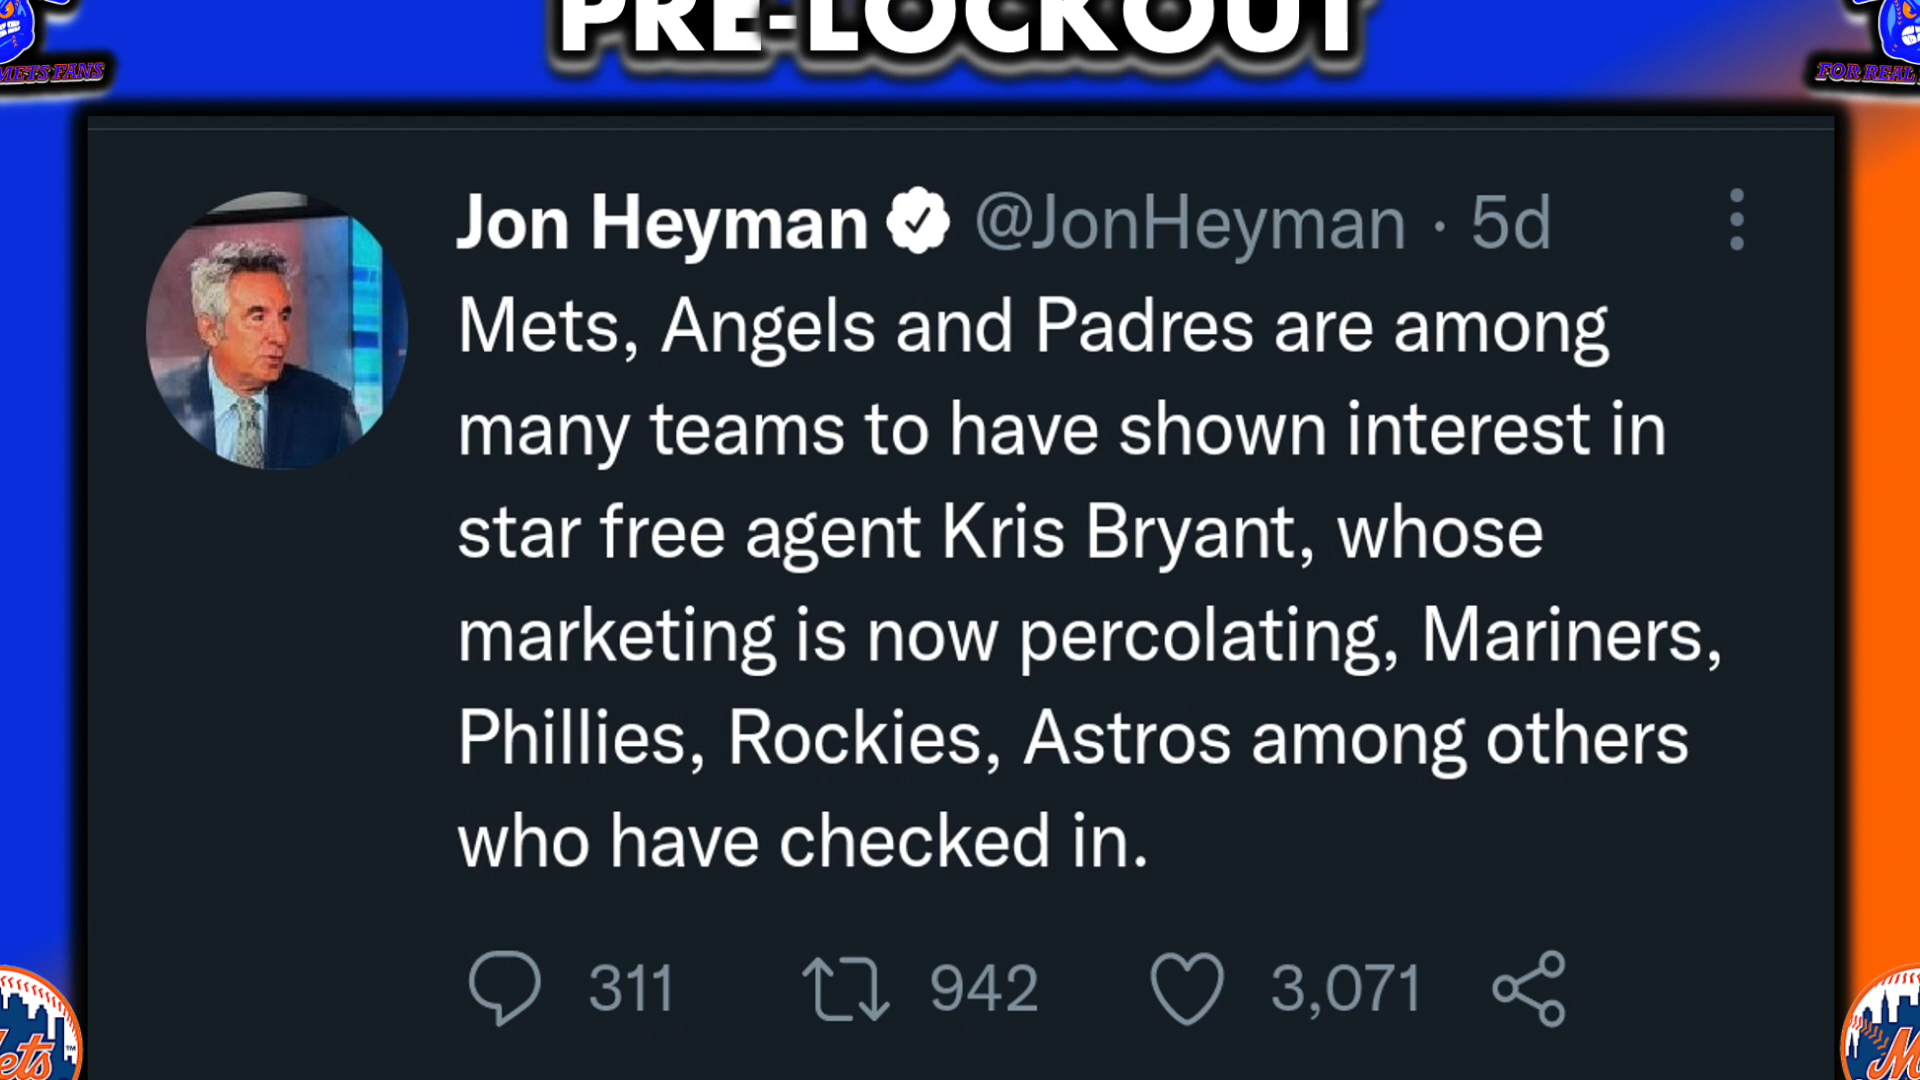 PRE-LOCKOUT
METS FANS
FOR REAL
Jon Heyman @JonHeyman · 5d
Mets, Angels and Padres are among
many teams to have shown interest in
star free agent Kris Bryant, whose
marketing is now percolating, Mariners,
Phillies, Rockies, Astros among others
who have checked in.
311 942 3,071